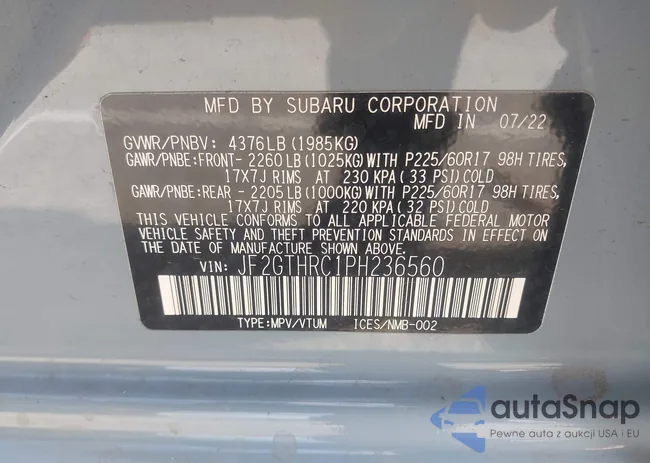 MFD BY SUBARU CORPORATION
MFD IN 07/22
GVWR/PNBV: 4376LB (1985KG)
GAWR/PNBE:FRONT- 2260LB (1025KG) WITH P225/60R17 98H TIRES,
17X7J RIMS AT 230 KPA (33 PSI) COLD
GAWR/PNBE:REAR - 2205LB (1000KG) WITH P225/60R17 98H TIRES,
17X7J RIMS AT 220 KPA (32 PSI) COLD
THIS VEHICLE CONFORMS TO ALL APPLICABLE FEDERAL MOTOR
VEHICLE SAFETY AND THEFT PREVENTION STANDARDS IN EFFECT ON
THE DATE OF MANUFACTURE SHOWN ABOVE.
VIN: JF2GTHRC1PH236560
TYPE:MPV/VTUM ICES/NMB-002
autaSnap
Pewne auta z aukcji USA i EU